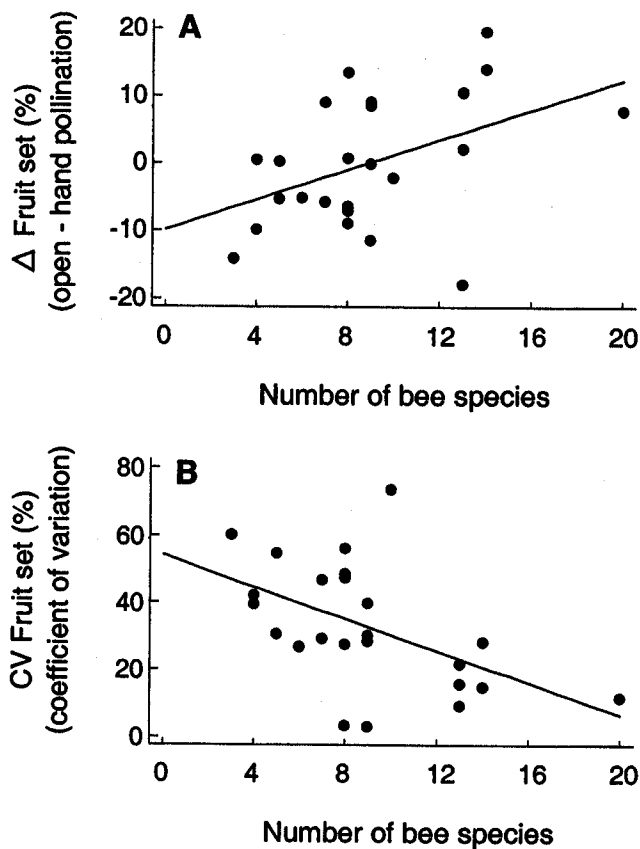 A
Δ Fruit set (%)
(open - hand pollination)
20
10
0
-10
-20
0 4 8 12 16 20
Number of bee species
B
CV Fruit set (%)
(coefficient of variation)
80
60
40
20
0
0 4 8 12 16 20
Number of bee species